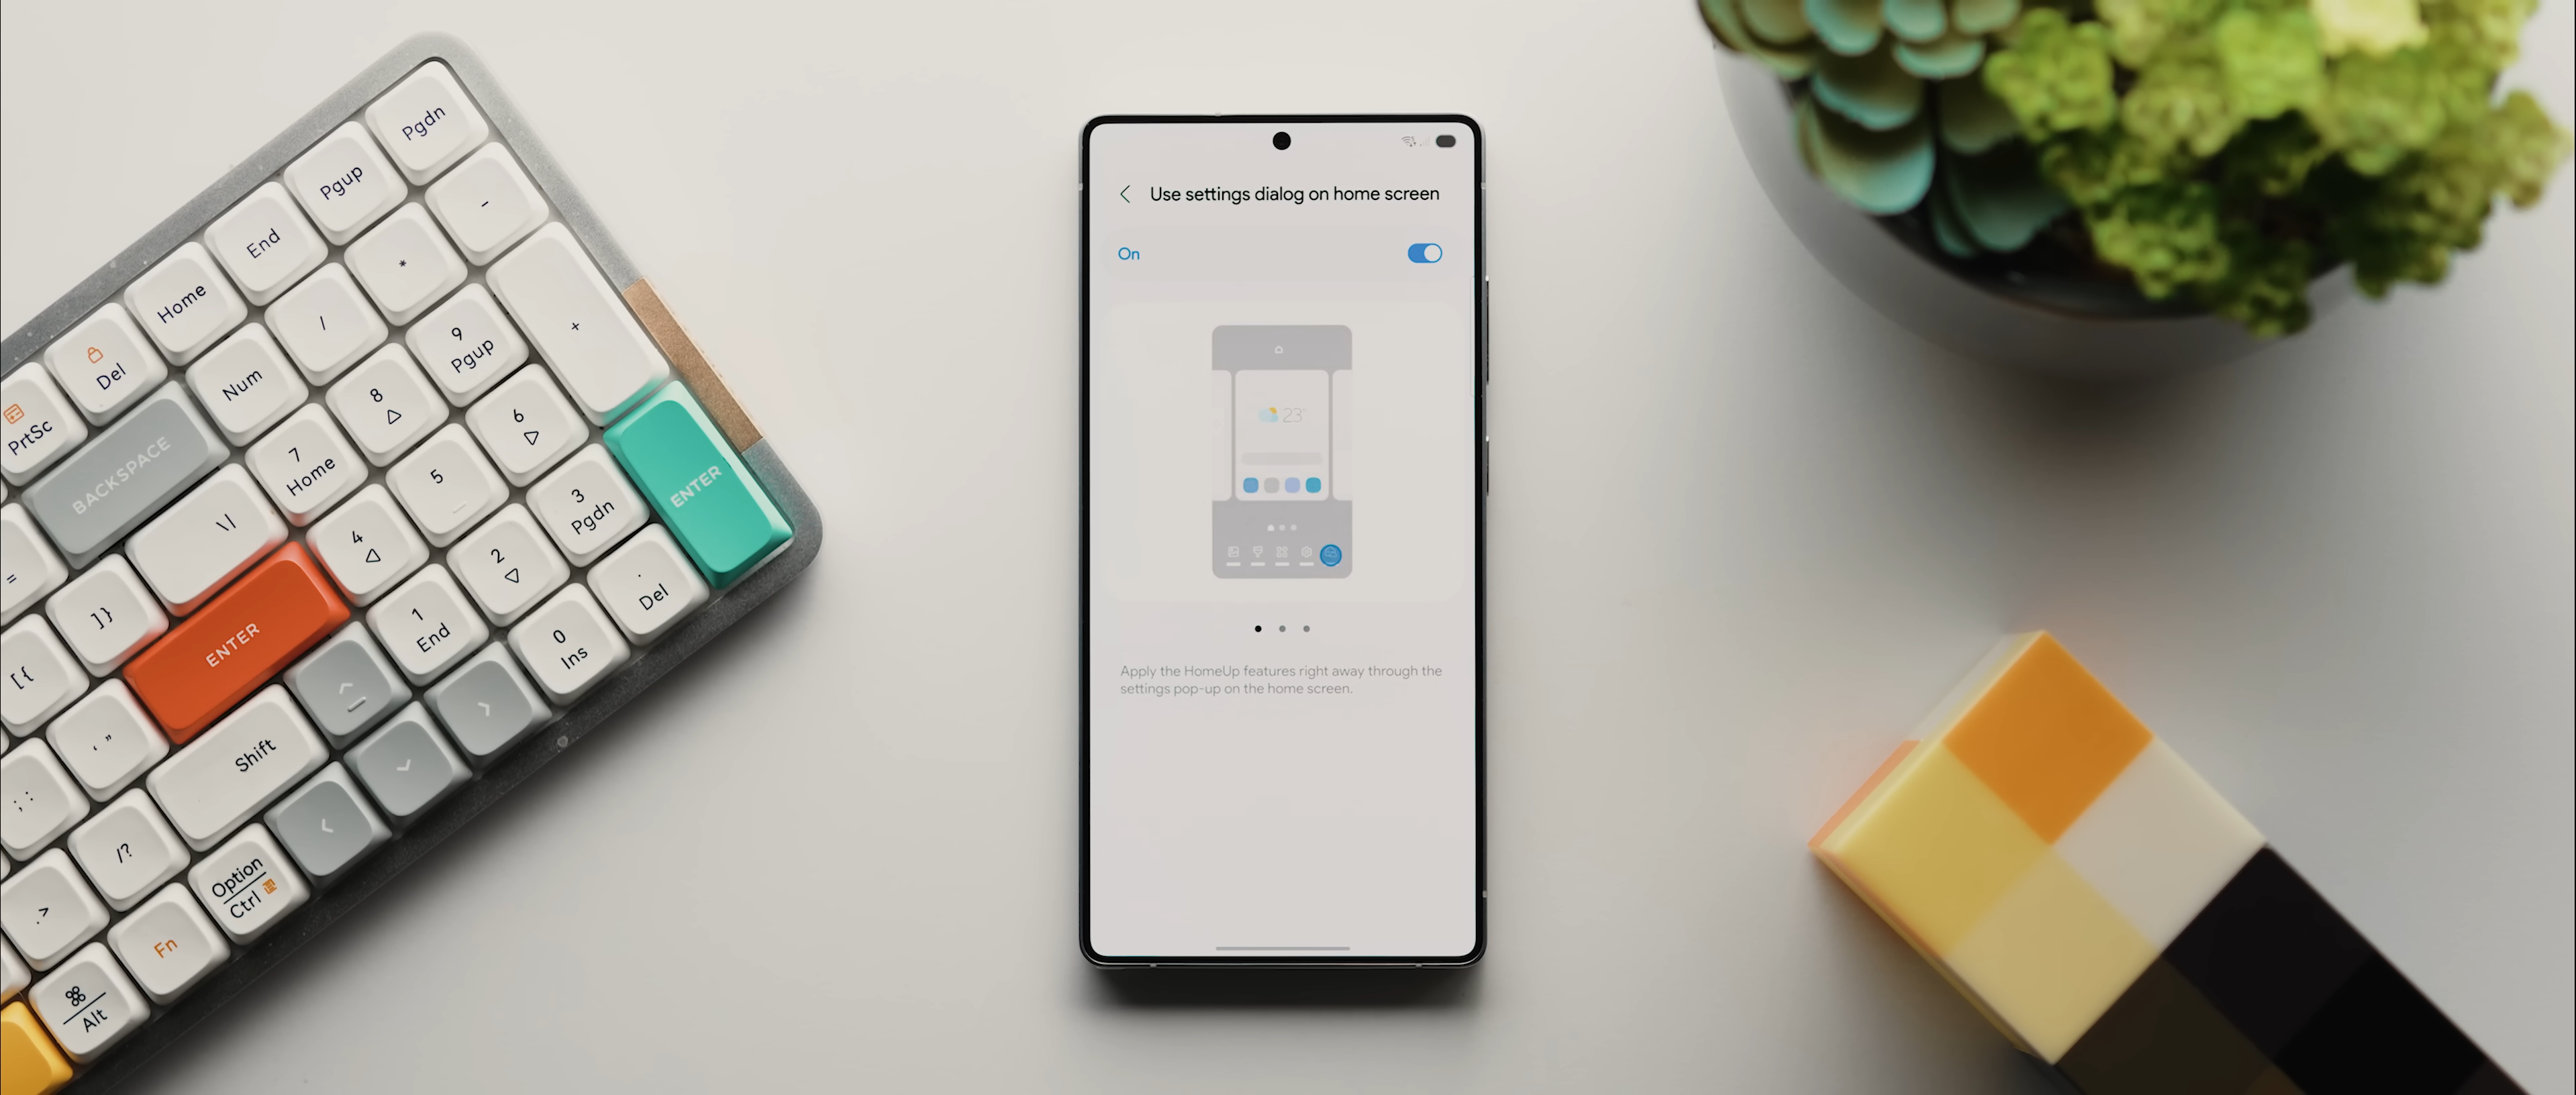 Pgdn
Pgup
-
End
*
Home
/
+
Del
Num
9
Pgup
PrtSc
8
6
BACKSPACE
7
Home
5
ENTER
\|
4
3
Pgdn
=
2
.
Del
]}
ENTER
1
End
0
Ins
[{
‘ ”
Shift
; :
/?
Option
Ctrl
.>
Fn
⌘
Alt
Use settings dialog on home screen
On
23°
Apply the HomeUp features right away through the
settings pop-up on the home screen.